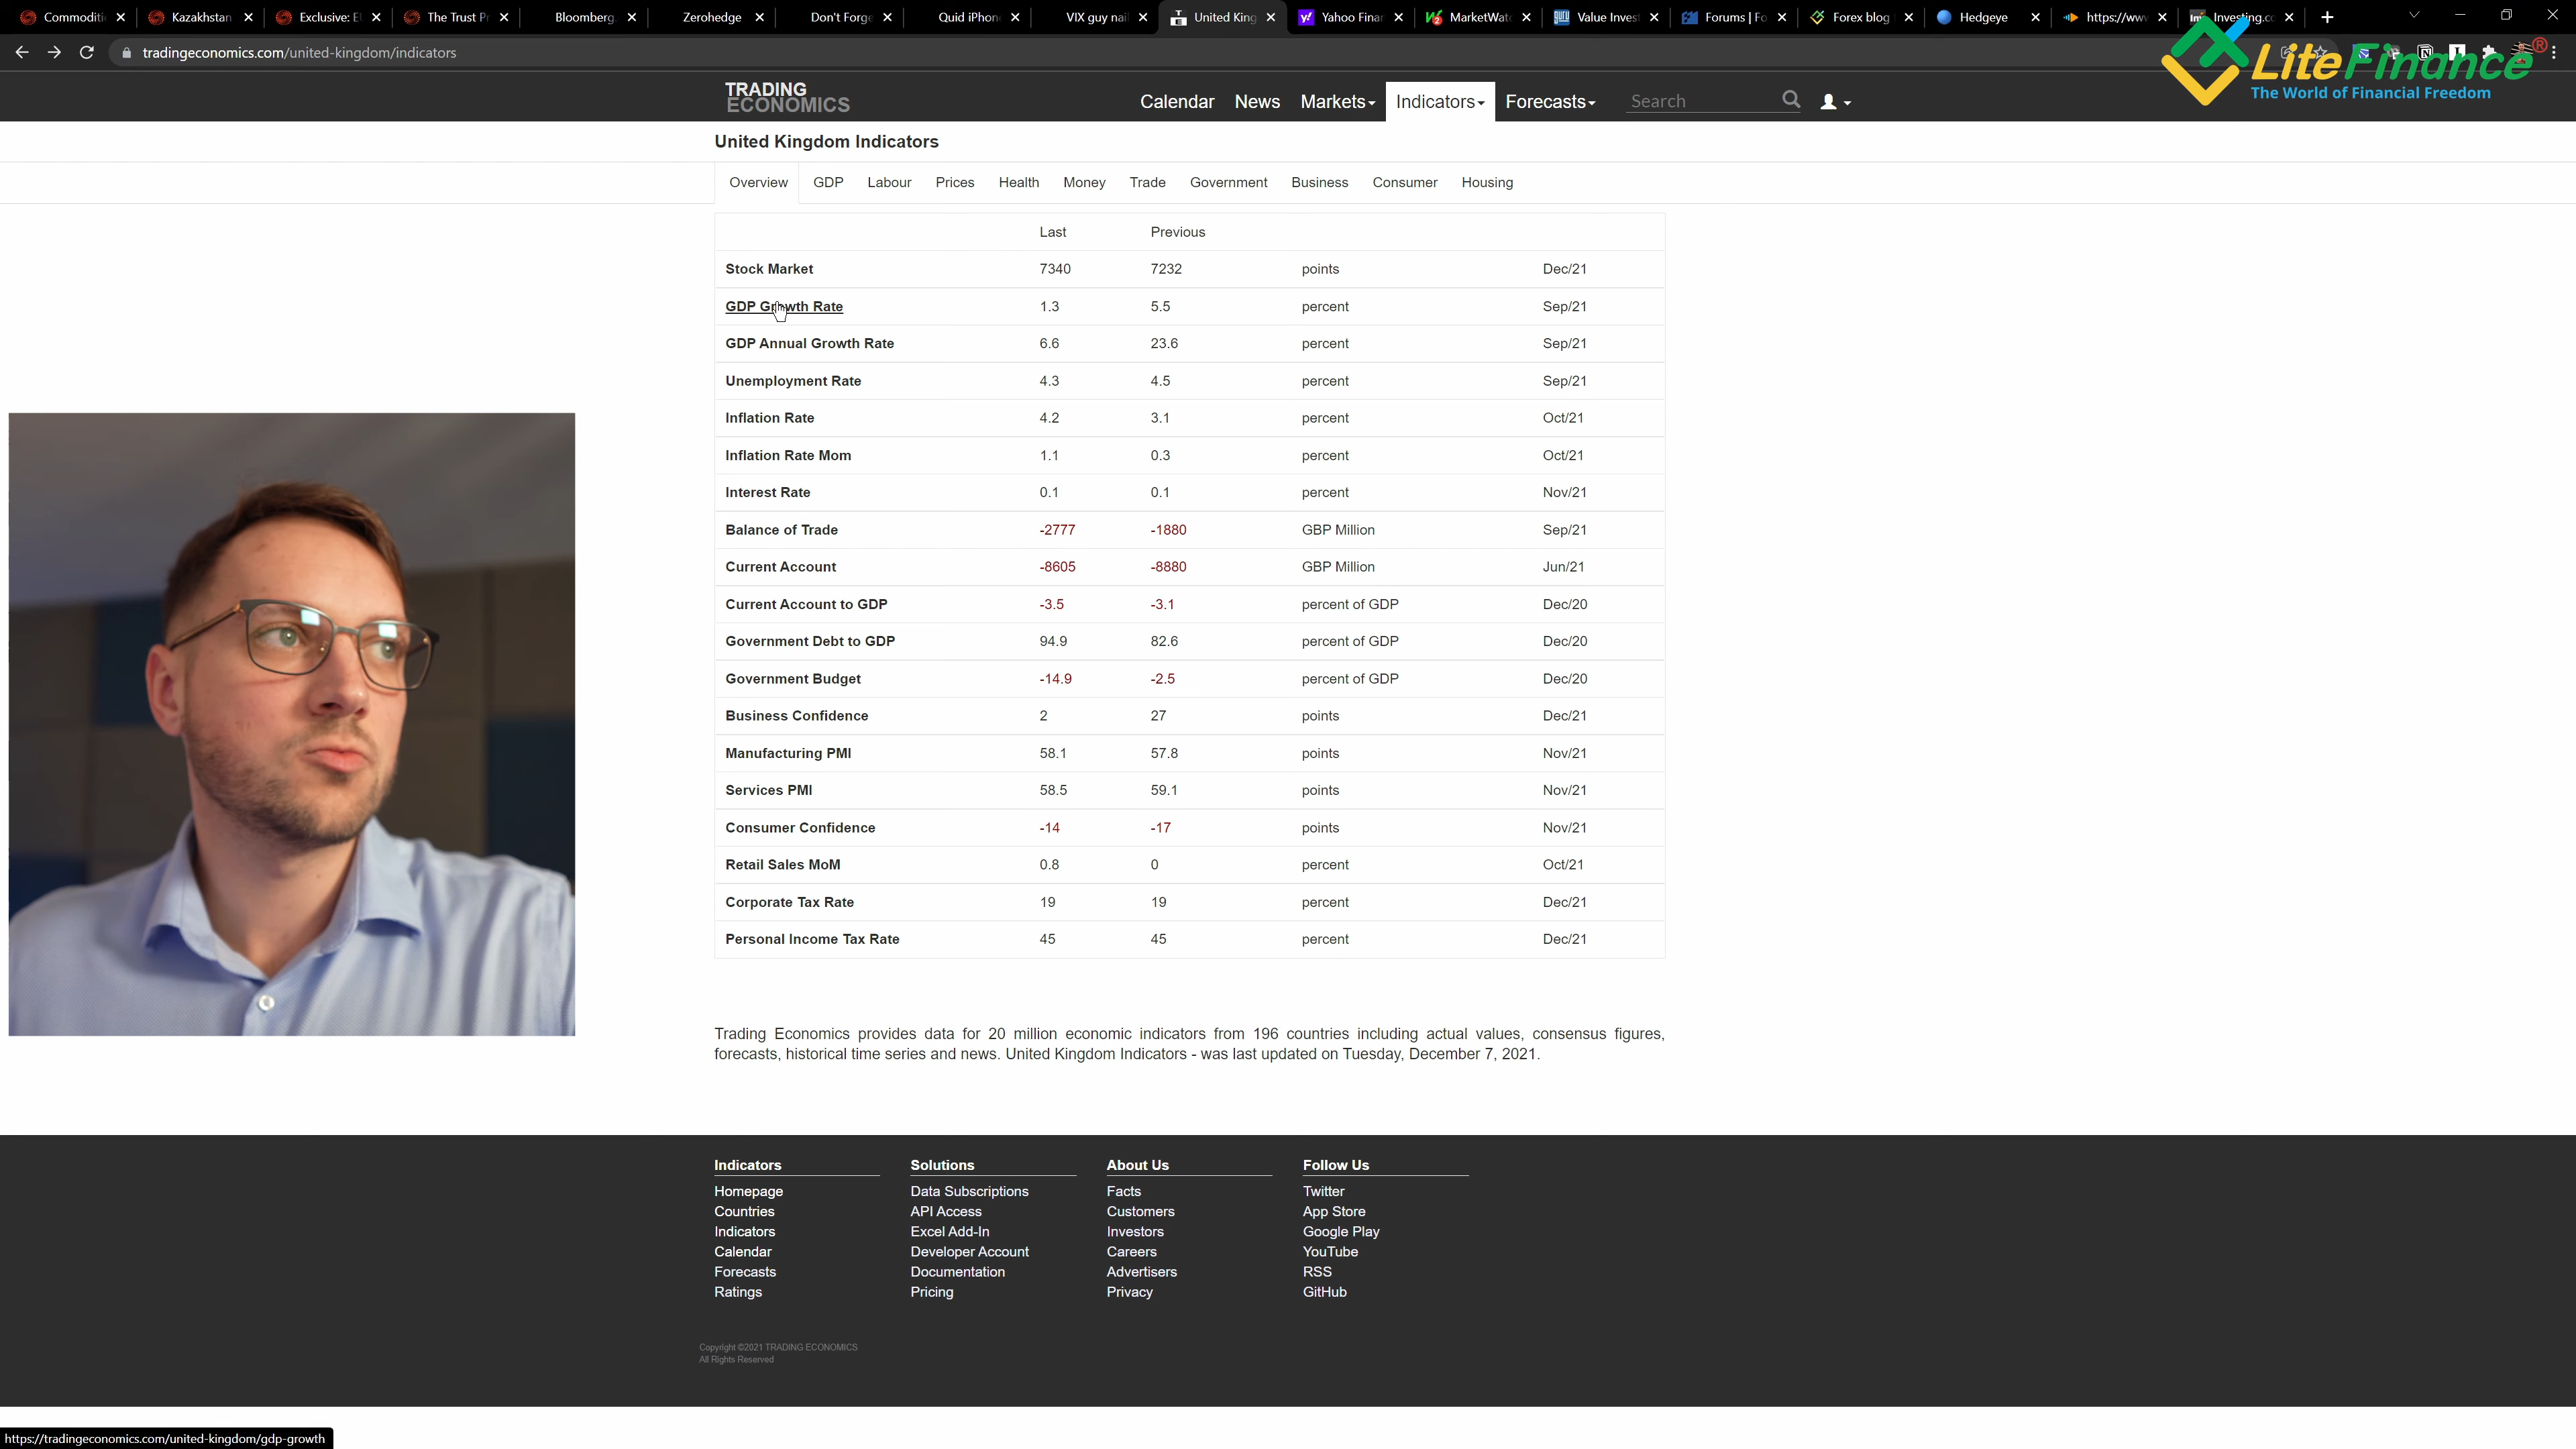 Commoditi
Kazakhstan
Exclusive: E
The Trust Pr
Bloomberg
Zerohedge
Don't Forge
Quid iPhon
VIX guy nail
United King
Yahoo Finan
MarketWat
Value Invest
Forums | Fo
Forex blog
Hedgeye
https://www
Investing.co
tradingeconomics.com/united-kingdom/indicators
LiteFinance®
The World of Financial Freedom
TRADING
ECONOMICS
Calendar News Markets Indicators Forecasts Search
United Kingdom Indicators
Overview GDP Labour Prices Health Money Trade Government Business Consumer Housing
Last Previous
Stock Market 7340 7232 points Dec/21
GDP Growth Rate 1.3 5.5 percent Sep/21
GDP Annual Growth Rate 6.6 23.6 percent Sep/21
Unemployment Rate 4.3 4.5 percent Sep/21
Inflation Rate 4.2 3.1 percent Oct/21
Inflation Rate Mom 1.1 0.3 percent Oct/21
Interest Rate 0.1 0.1 percent Nov/21
Balance of Trade -2777 -1880 GBP Million Sep/21
Current Account -8605 -8880 GBP Million Jun/21
Current Account to GDP -3.5 -3.1 percent of GDP Dec/20
Government Debt to GDP 94.9 82.6 percent of GDP Dec/20
Government Budget -14.9 -2.5 percent of GDP Dec/20
Business Confidence 2 27 points Dec/21
Manufacturing PMI 58.1 57.8 points Nov/21
Services PMI 58.5 59.1 points Nov/21
Consumer Confidence -14 -17 points Nov/21
Retail Sales MoM 0.8 0 percent Oct/21
Corporate Tax Rate 19 19 percent Dec/21
Personal Income Tax Rate 45 45 percent Dec/21
Trading Economics provides data for 20 million economic indicators from 196 countries including actual values, consensus figures,
forecasts, historical time series and news. United Kingdom Indicators - was last updated on Tuesday, December 7, 2021.
Indicators Solutions About Us Follow Us
Homepage Data Subscriptions Facts Twitter
Countries API Access Customers App Store
Indicators Excel Add-In Investors Google Play
Calendar Developer Account Careers YouTube
Forecasts Documentation Advertisers RSS
Ratings Pricing Privacy GitHub
Copyright ©2021 TRADING ECONOMICS
All Rights Reserved
https://tradingeconomics.com/united-kingdom/gdp-growth